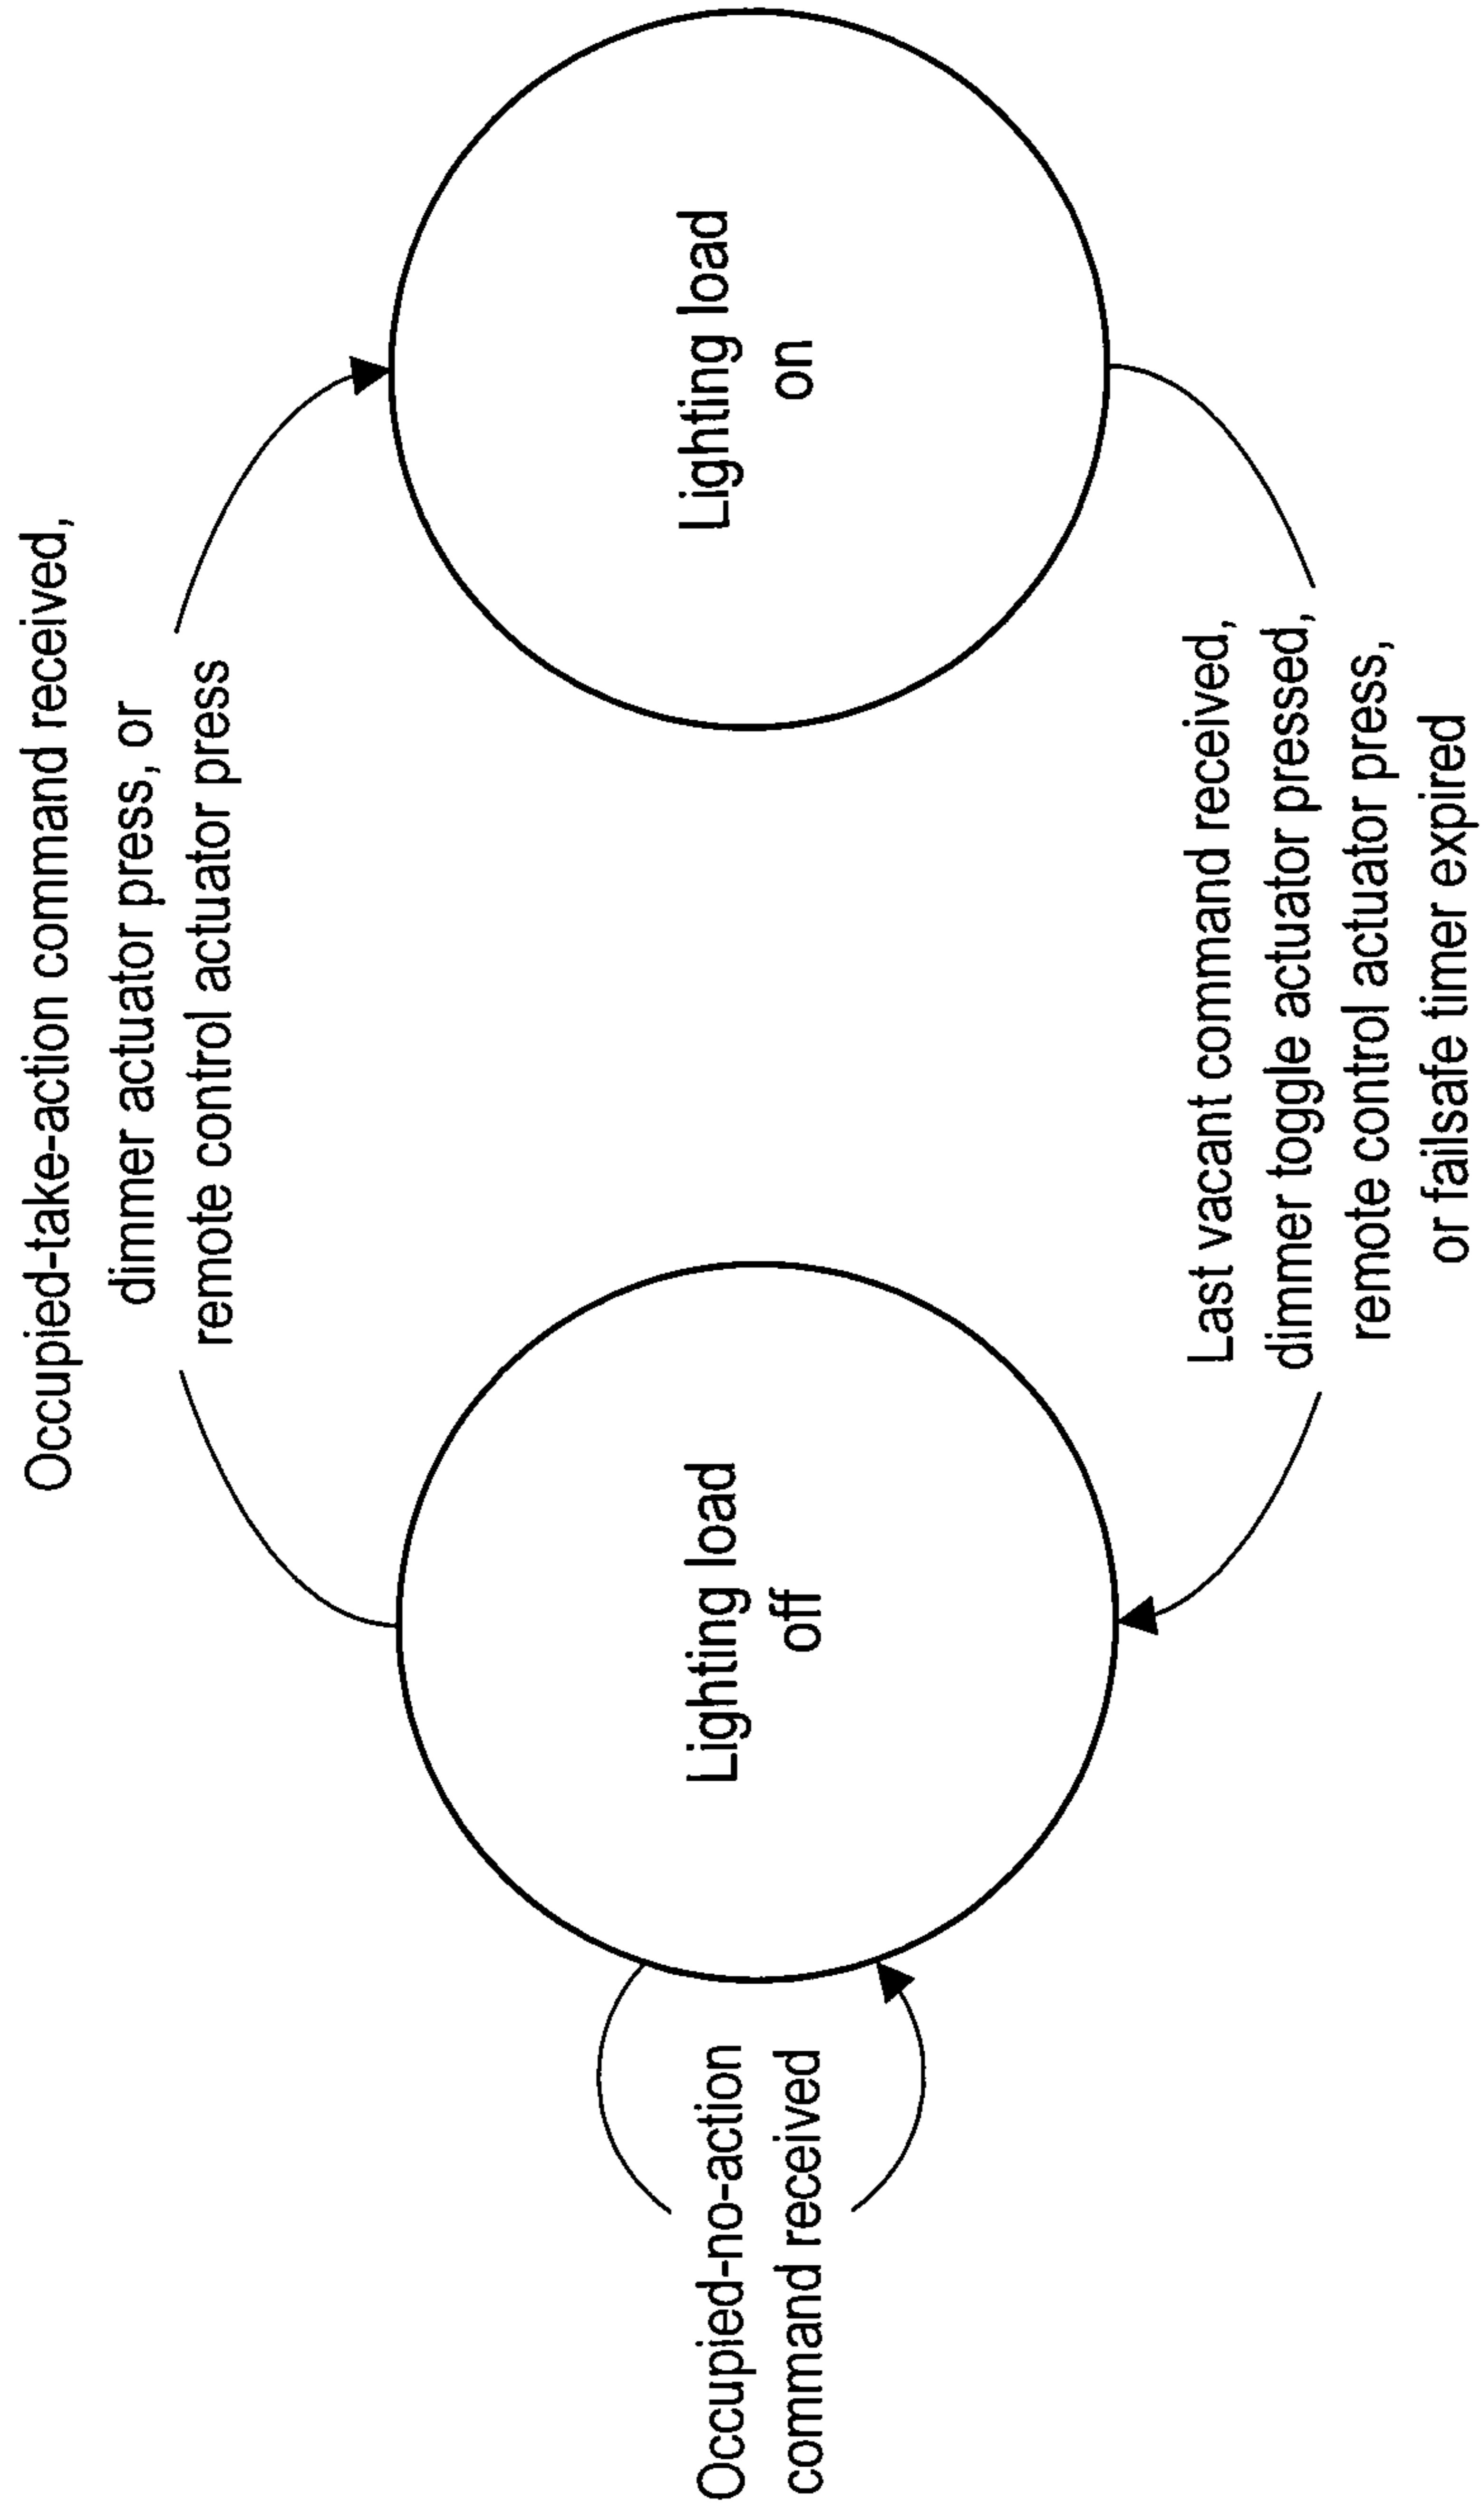 Occupied-take-action command received,
dimmer actuator press, or
remote control actuator press
Occupied-no-action
command received
Lighting load
off
Lighting load
on
Last vacant command received,
dimmer toggle actuator pressed,
remote control actuator press,
or failsafe timer expired